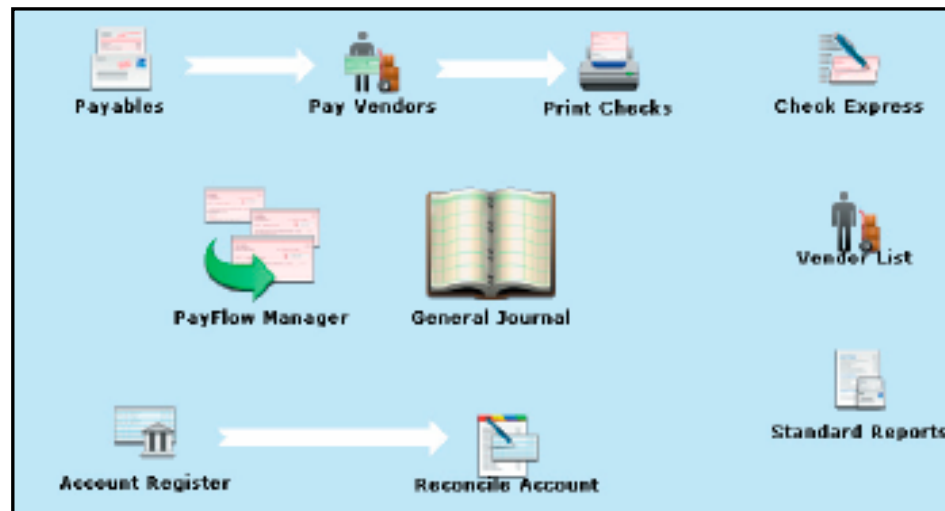 Payables
Pay Vendors
Print Checks
Check Express
Vendor List
PayFlow Manager
General Journal
Standard Reports
Account Register
Reconcile Account